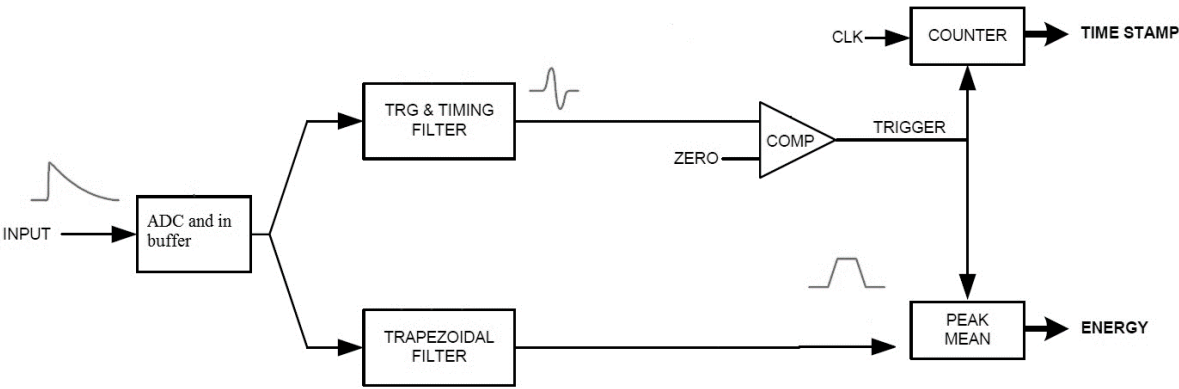 CLK
COUNTER
TIME STAMP
TRG & TIMING
FILTER
COMP
TRIGGER
ZERO
INPUT
ADC and in
buffer
TRAPEZOIDAL
FILTER
PEAK
MEAN
ENERGY